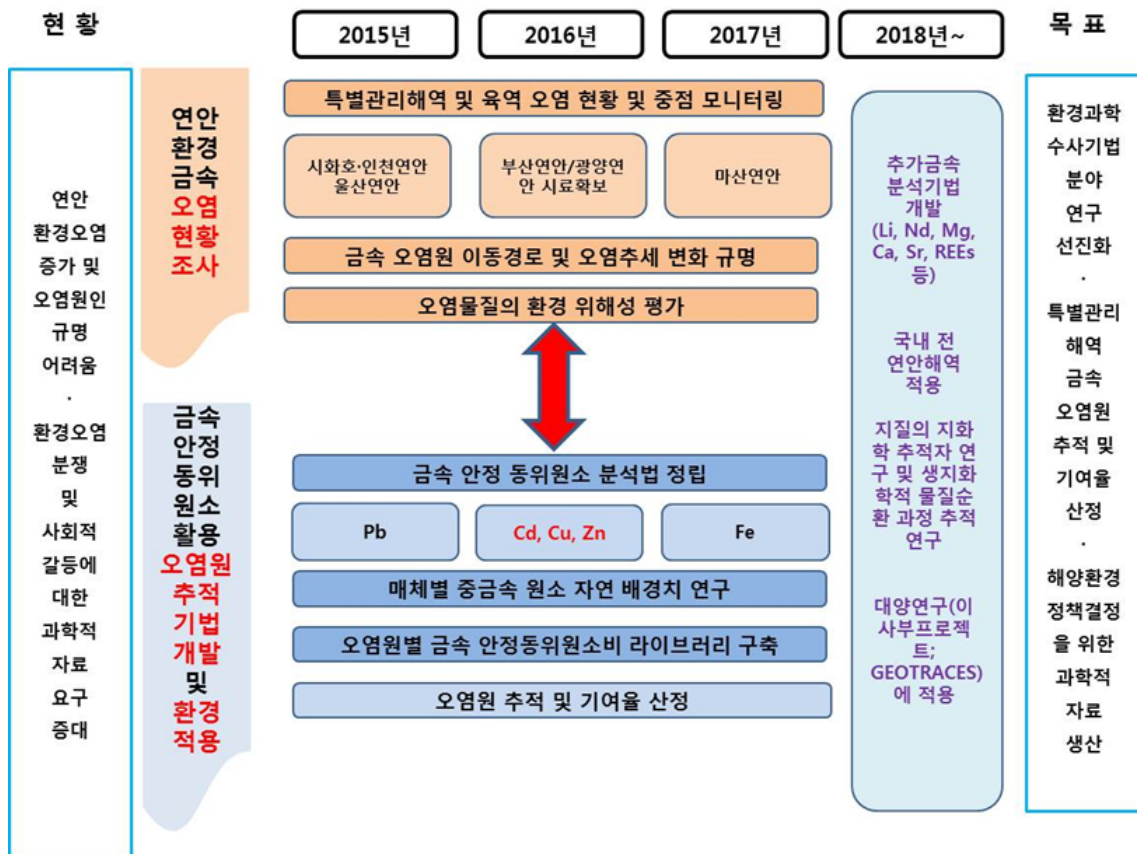 현 황
2015년
2016년
2017년
2018년~
목 표
연안
환경오염
증가 및
오염원인
규명
어려움
.
환경오염
분쟁
및
사회적
갈등에
대한
과학적
자료
요구
증대
연안
환경
금속
오염
현황
조사
특별관리해역 및 육역 오염 현황 및 중점 모니터링
시화호·인천연안
울산연안
부산연안/광양연
안 시료확보
마산연안
금속 오염원 이동경로 및 오염추세 변화 규명
오염물질의 환경 위해성 평가
금속
안정
동위
원소
활용
오염원
추적
기법
개발
및
환경
적용
금속 안정 동위원소 분석법 정립
Pb
Cd, Cu, Zn
Fe
매체별 중금속 원소 자연 배경치 연구
오염원별 금속 안정동위원소비 라이브러리 구축
오염원 추적 및 기여율 산정
추가금속
분석기법
개발
(Li, Nd, Mg,
Ca, Sr, REEs
등)
국내 전
연안해역
적용
지질의 지화
학 추적자 연
구 및 생지화
학적 물질순
환 과정 추적
연구
대양연구(이
사부프로젝
트;
GEOTRACES)
에 적용
환경과학
수사기법
분야
연구
선진화
.
특별관리
해역
금속
오염원
추적 및
기여율
산정
.
해양환경
정책결정
을 위한
과학적
자료
생산